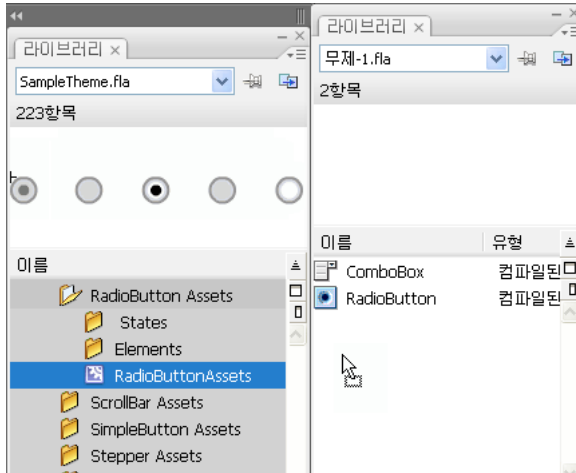 라이브러리
SampleTheme.fla
223항목
이름
RadioButton Assets
States
Elements
RadioButtonAssets
ScrollBar Assets
SimpleButton Assets
Stepper Assets
라이브러리
무제-1.fla
2항목
이름 유형
ComboBox 컴파일된
RadioButton 컴파일된